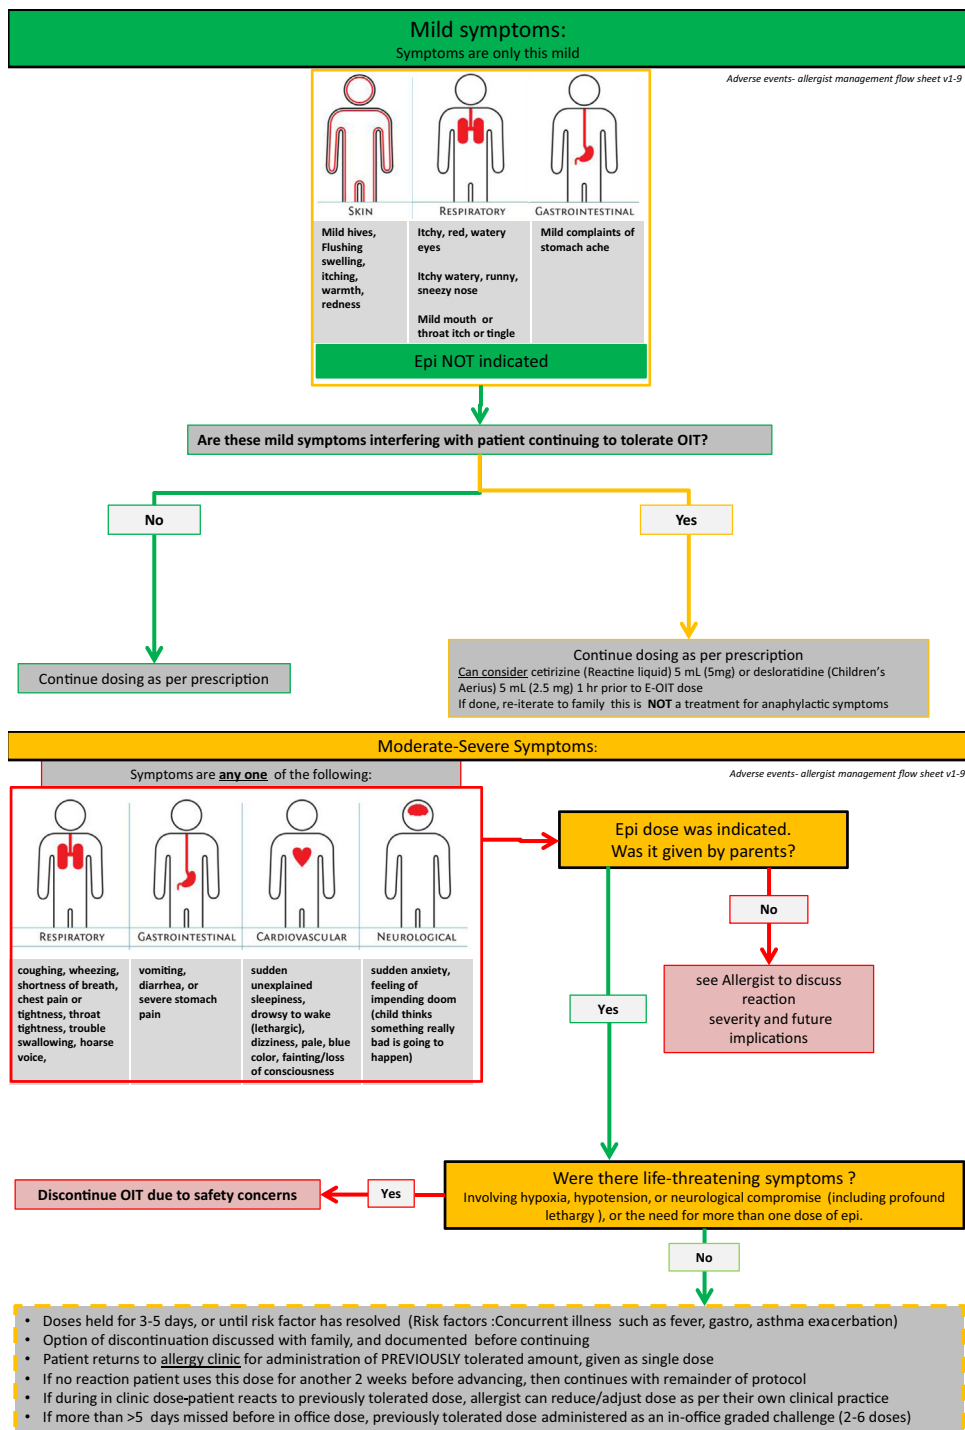 Mild symptoms:
Symptoms are only this mild
Adverse events- allergist management flow sheet v1-9
SKIN
RESPIRATORY
GASTROINTESTINAL
Mild hives,
Flushing
swelling,
itching,
warmth,
redness
Itchy, red, watery
eyes
Itchy watery, runny,
sneezy nose
Mild mouth or
throat itch or tingle
Mild complaints of
stomach ache
Epi NOT indicated
Are these mild symptoms interfering with patient continuing to tolerate OIT?
No
Yes
Continue dosing as per prescription
Continue dosing as per prescription
Can consider cetirizine (Reactine liquid) 5 mL (5mg) or desloratidine (Children's
Aerius) 5 mL (2.5 mg) 1 hr prior to E-OIT dose
If done, re-iterate to family this is NOT a treatment for anaphylactic symptoms
Moderate-Severe Symptoms:
Symptoms are any one of the following:
Adverse events- allergist management flow sheet v1-9
RESPIRATORY
GASTROINTESTINAL
CARDIOVASCULAR
NEUROLOGICAL
coughing, wheezing,
shortness of breath,
chest pain or
tightness, throat
tightness, trouble
swallowing, hoarse
voice,
vomiting,
diarrhea, or
severe stomach
pain
sudden
unexplained
sleepiness,
drowsy to wake
(lethargic),
dizziness, pale, blue
color, fainting/loss
of consciousness
sudden anxiety,
feeling of
impending doom
(child thinks
something really
bad is going to
happen)
Epi dose was indicated.
Was it given by parents?
No
Yes
see Allergist to discuss
reaction
severity and future
implications
Were there life-threatening symptoms ?
Involving hypoxia, hypotension, or neurological compromise (including profound
lethargy ), or the need for more than one dose of epi.
Yes
Discontinue OIT due to safety concerns
No
• Doses held for 3-5 days, or until risk factor has resolved (Risk factors :Concurrent illness such as fever, gastro, asthma exacerbation)
• Option of discontinuation discussed with family, and documented before continuing
• Patient returns to allergy clinic for administration of PREVIOUSLY tolerated amount, given as single dose
• If no reaction patient uses this dose for another 2 weeks before advancing, then continues with remainder of protocol
• If during in clinic dose-patient reacts to previously tolerated dose, allergist can reduce/adjust dose as per their own clinical practice
• If more than >5 days missed before in office dose, previously tolerated dose administered as an in-office graded challenge (2-6 doses)